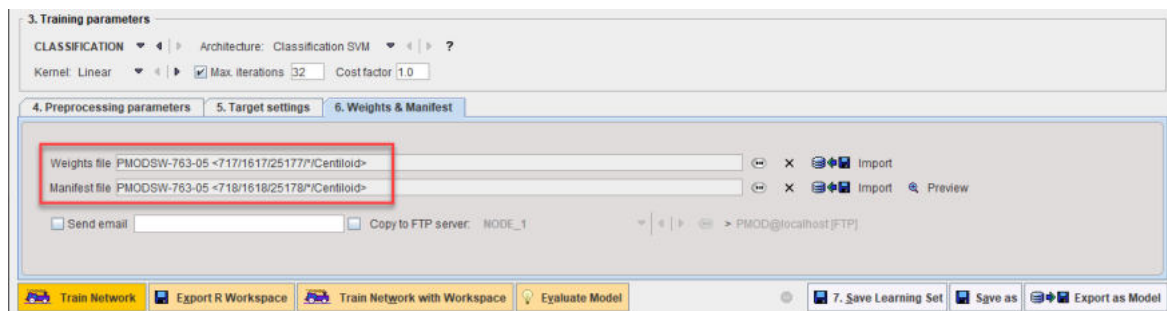 3. Training parameters
CLASSIFICATION Architecture: Classification SVM ?
Kernel: Linear Max. iterations 32 Cost factor 1.0
4. Preprocessing parameters 5. Target settings 6. Weights & Manifest
Weights file PMODSW-763-05 <717/1617/25177/*/Centiloid> Import
Manifest file PMODSW-763-05 <718/1618/25178/*/Centiloid> Import Preview
Send email Copy to FTP server: NODE_1 > PMOD@localhost [FTP]
Train Network Export R Workspace Train Network with Workspace Evaluate Model 7. Save Learning Set Save as Export as Model